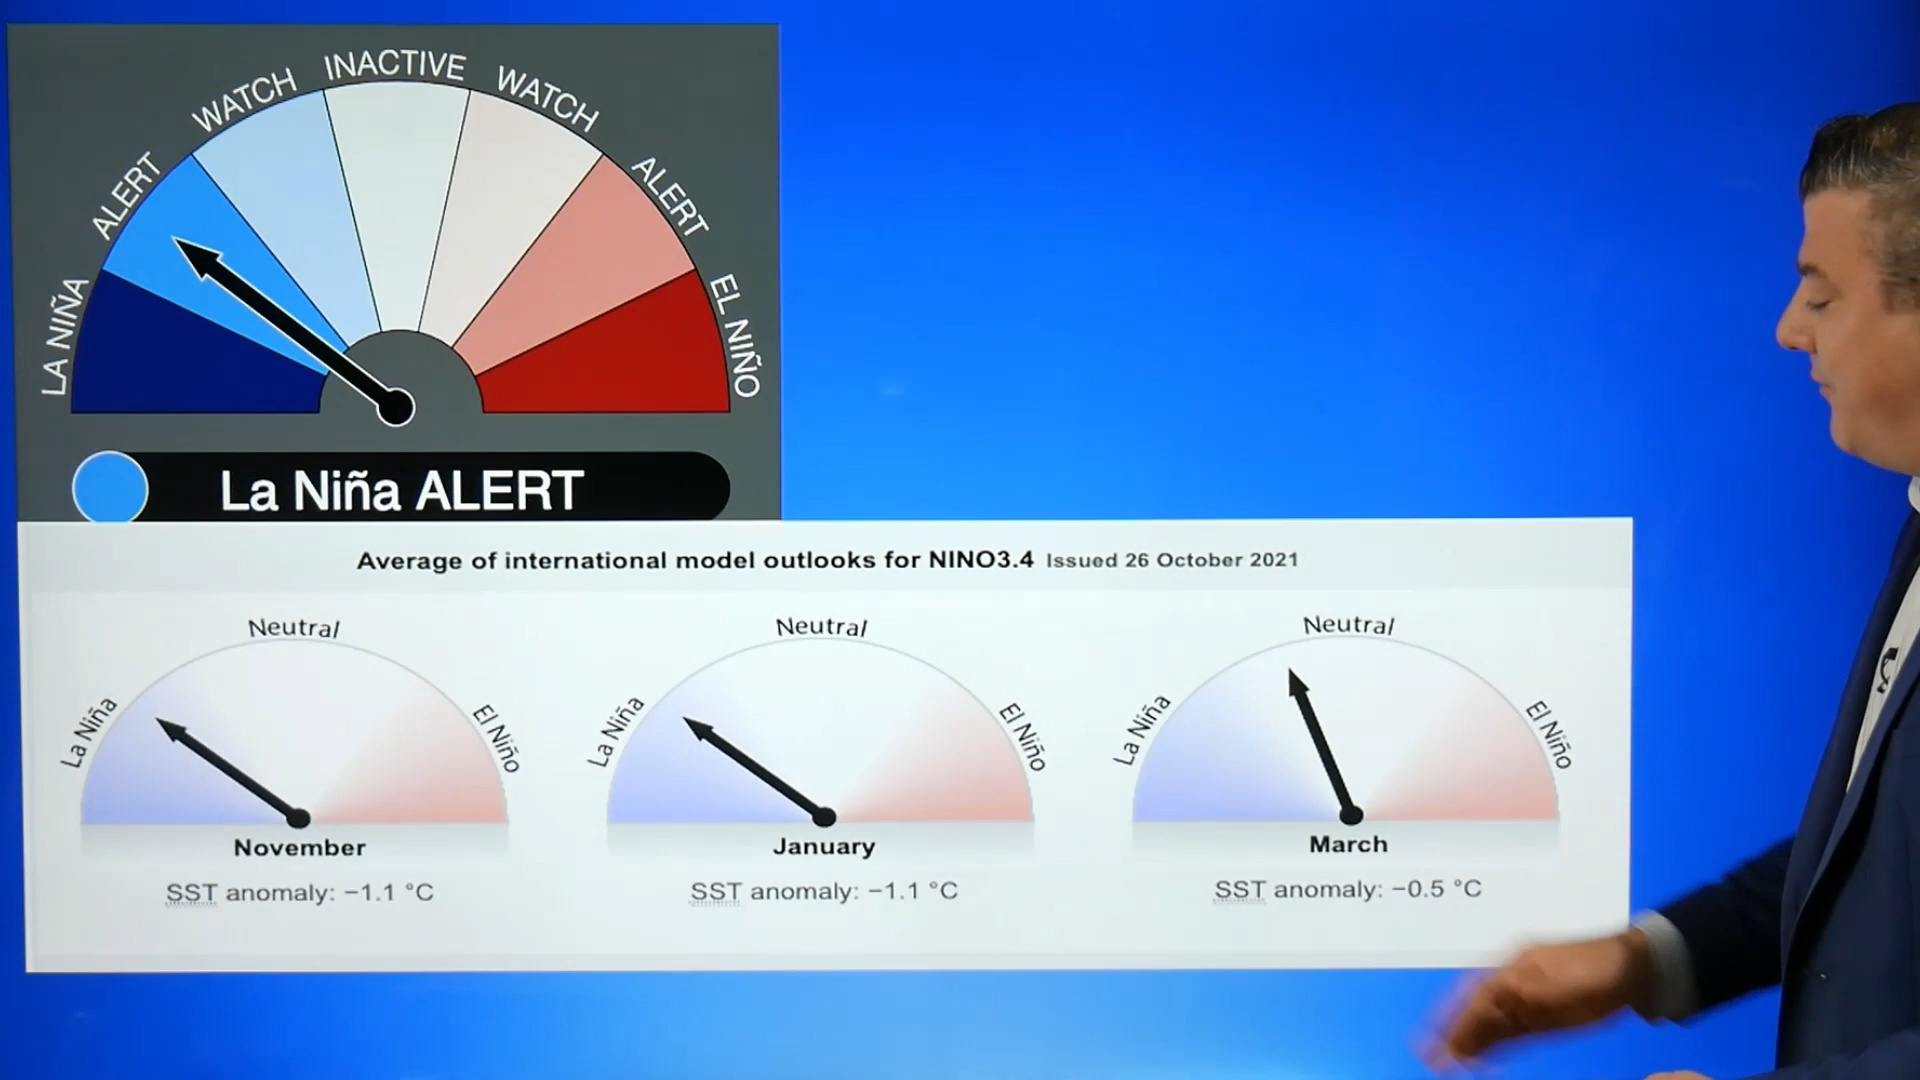 INACTIVE
WATCH
WATCH
ALERT
ALERT
LA NIÑA
EL NIÑO
La Niña ALERT
Average of international model outlooks for NINO3.4 Issued 26 October 2021
Neutral
La Niña
El Niño
November
SST anomaly: −1.1 °C
Neutral
La Niña
El Niño
January
SST anomaly: −1.1 °C
Neutral
La Niña
El Niño
March
SST anomaly: −0.5 °C